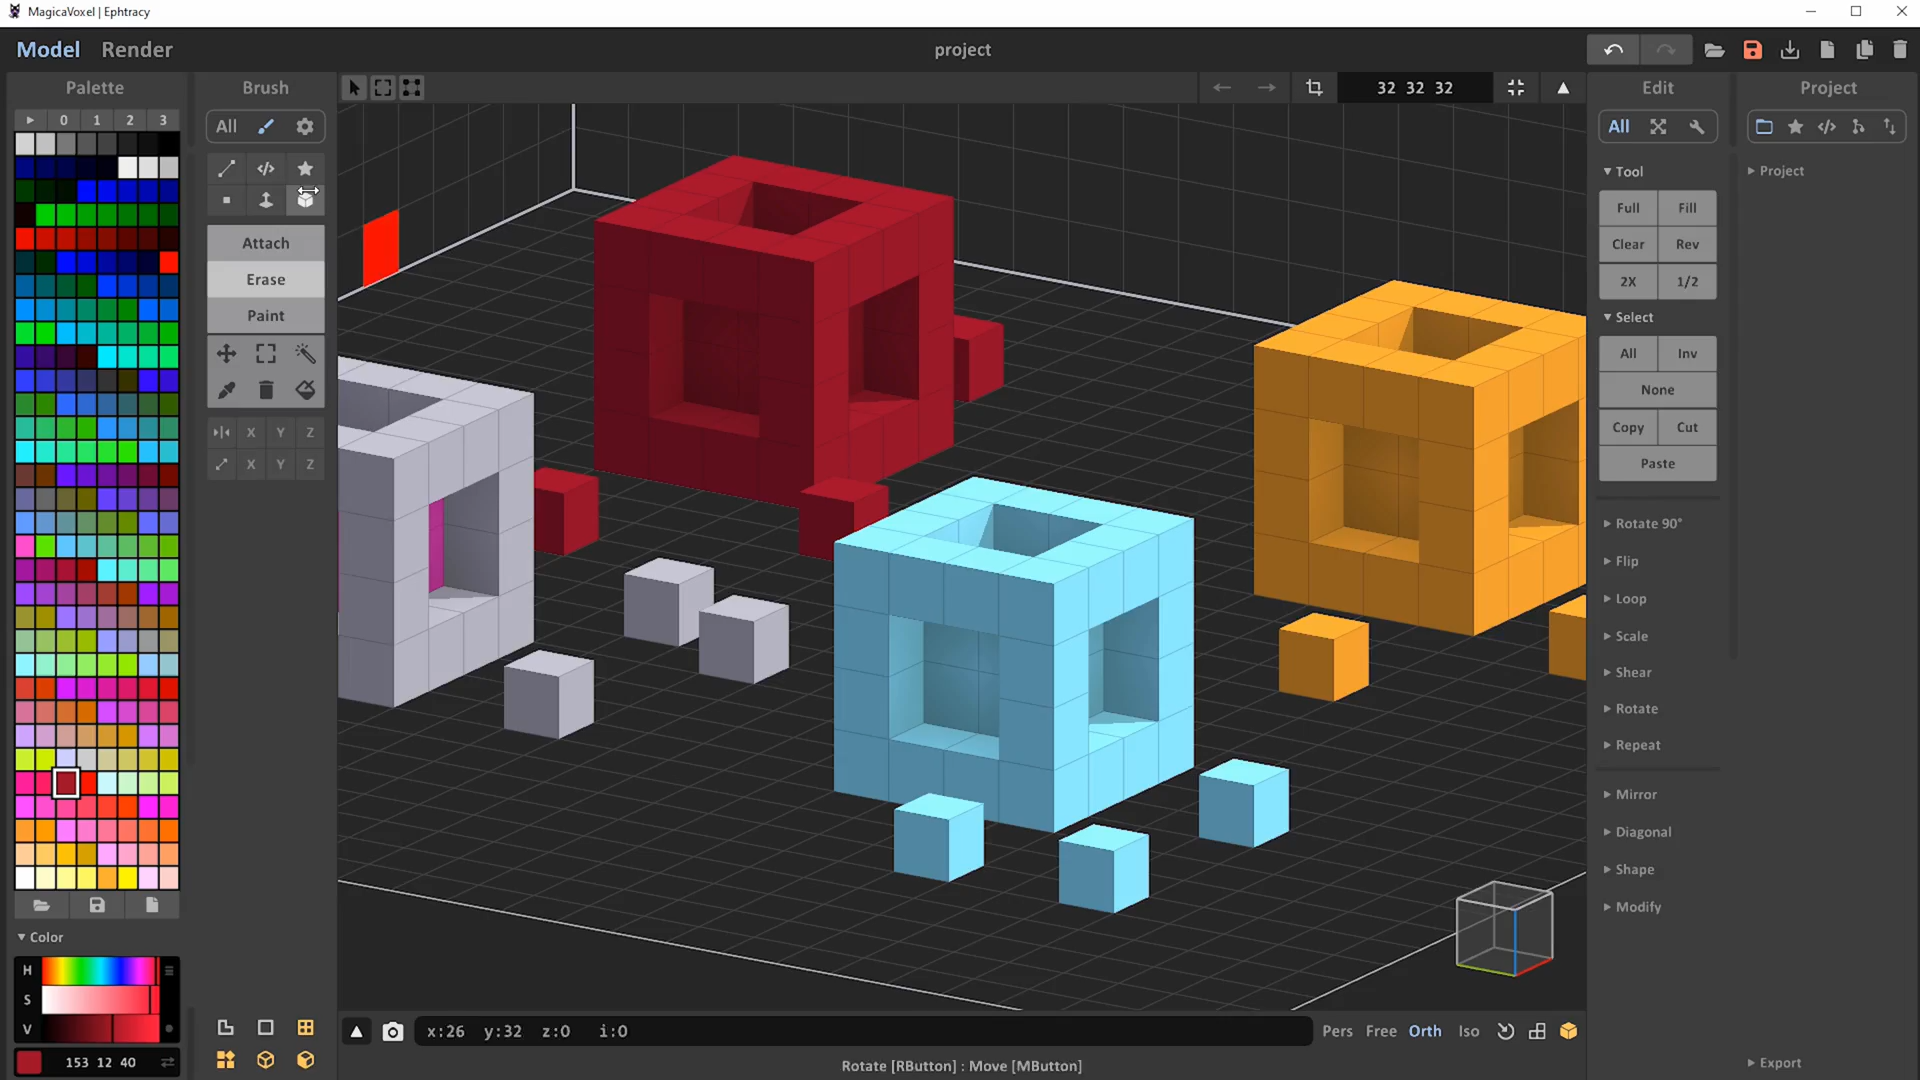 MagicaVoxel | Ephtracy
Model Render
project
Palette
Brush
32 32 32
Edit
Project
0 1 2 3
All
All
Tool
Project
Full Fill
Attach
Clear Rev
Erase
2X 1/2
Paint
Select
All Inv
None
X Y Z
Copy Cut
X Y Z
Paste
Rotate 90°
Flip
Loop
Scale
Shear
Rotate
Repeat
Mirror
Diagonal
Shape
Modify
Color
H
S
V
153 12 40
x:26 y:32 z:0 i:0
Pers Free Orth Iso
Rotate [RButton] : Move [MButton]
Export